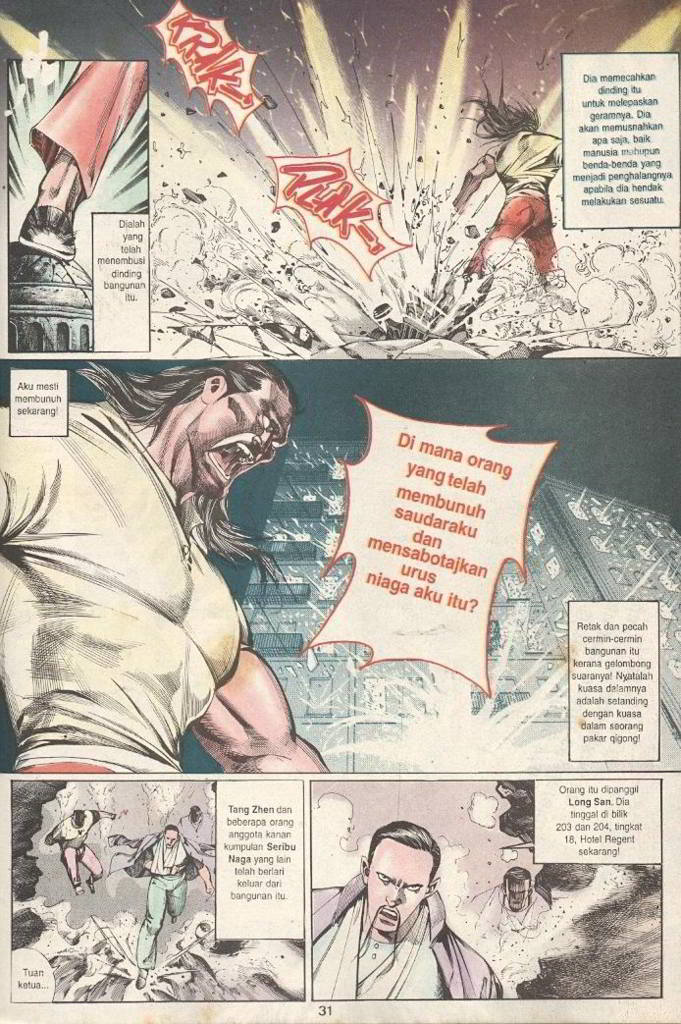 KRAK-
PLAK-
Dialah
yang
telah
menembusi
dinding
bangunan
itu.
Dia memecahkan
dinding itu
untuk melepaskan
geramnya. Dia
akan memusnahkan
apa saja, baik
manusia mahupun
benda-benda yang
menjadi penghalangnya
apabila dia hendak
melakukan sesuatu.
Aku mesti
membunuh
sekarang!
Di mana orang
yang telah
membunuh
saudaraku
dan
mensabotajkan
urus
niaga aku itu?
Retak dan pecah
cermin-cermin
bangunan itu
kerana gelombong
suaranya! Nyatalah
kuasa dalamnya
adalah setanding
dengan kuasa
dalam seorang
pakar qigong!
Tuan
ketua...
Tang Zhen dan
beberapa orang
anggota kanan
kumpulan Seribu
Naga yang lain
telah berlari
keluar dari
bangunan itu.
Orang itu dipanggil
Long San. Dia
tinggal di bilik
203 dan 204, tingkat
18, Hotel Regent
sekarang!
31